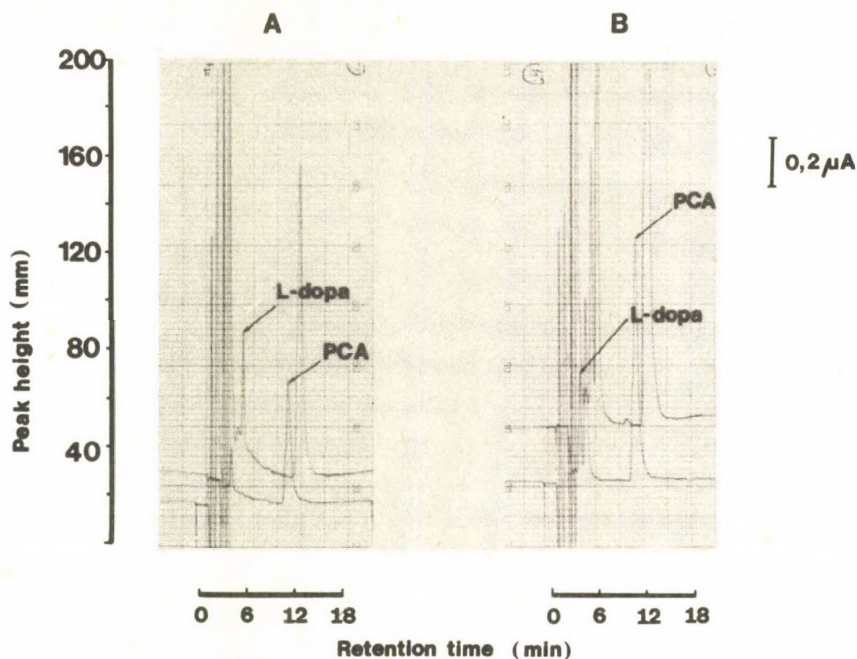 A
B
200
160
120
80
40
Peak height (mm)
0,2 µA
L-dopa
PCA
PCA
L-dopa
0 6 12 18
0 6 12 18
Retention time (min)